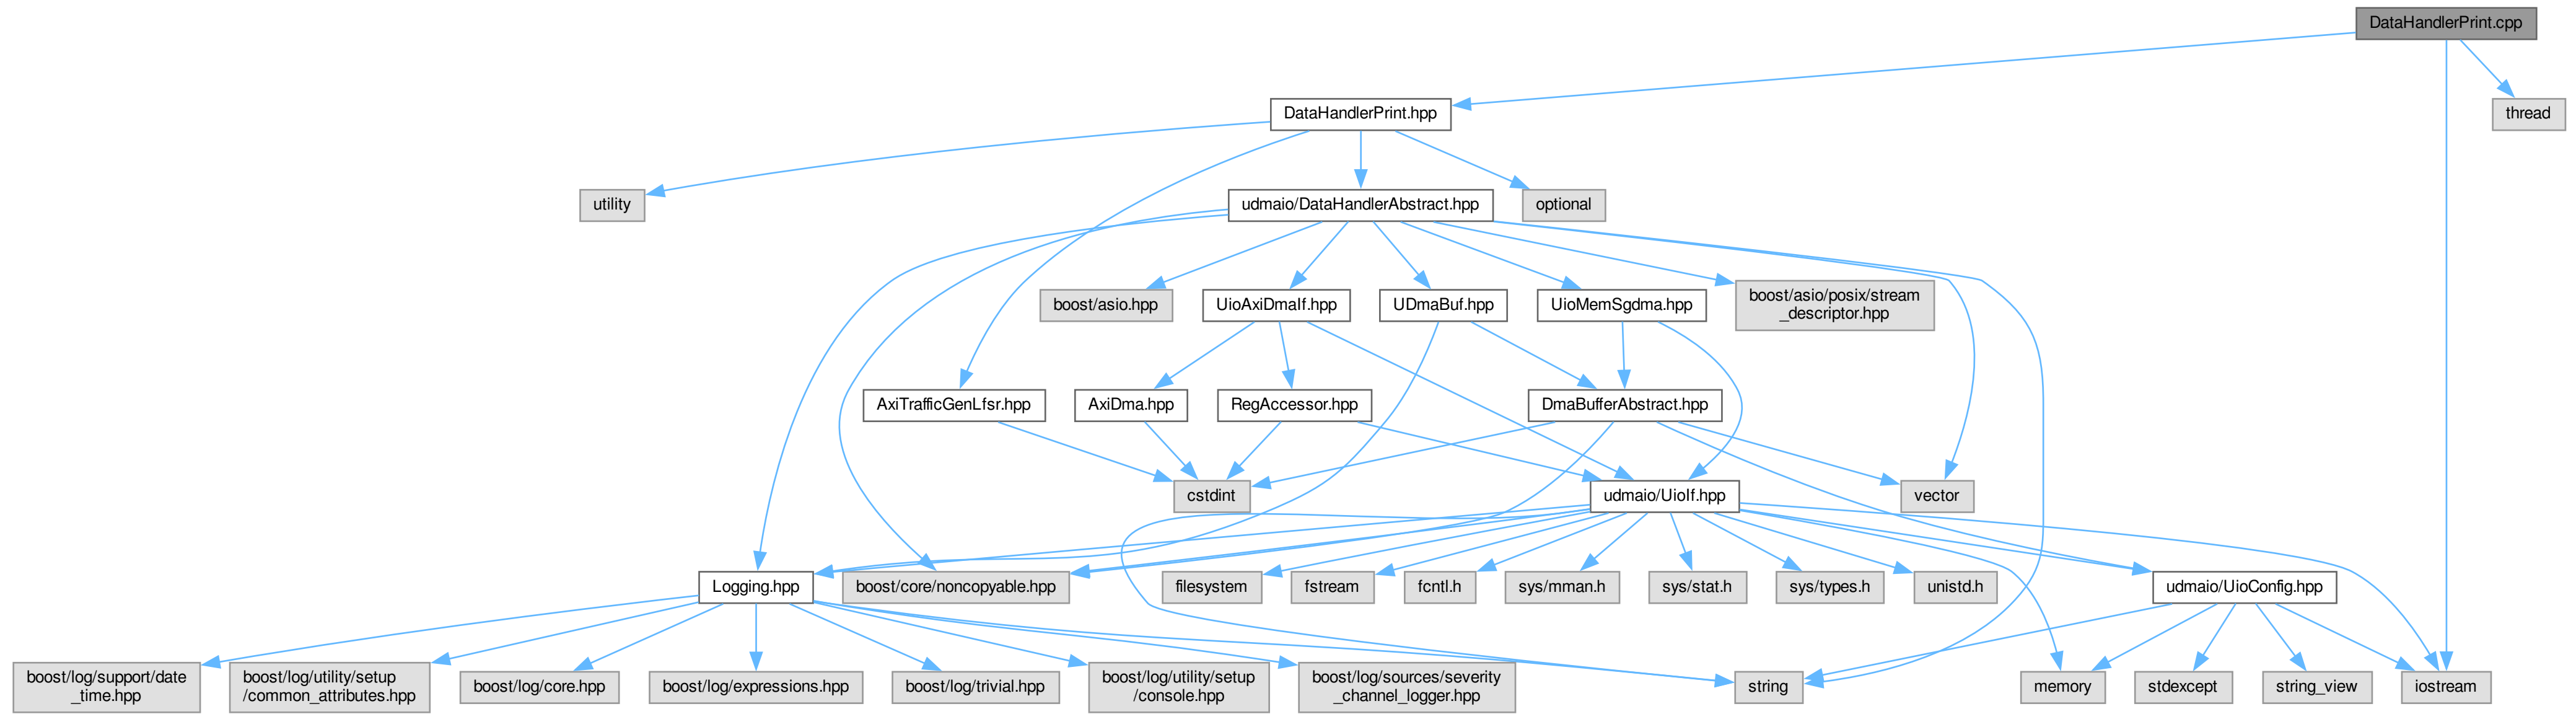 DataHandlerPrint.cpp
DataHandlerPrint.hpp
thread
utility
udmaio/DataHandlerAbstract.hpp
optional
boost/asio.hpp
UioAxiDmaIf.hpp
UDmaBuf.hpp
UioMemSgdma.hpp
boost/asio/posix/stream
_descriptor.hpp
AxiTrafficGenLfsr.hpp
AxiDma.hpp
RegAccessor.hpp
DmaBufferAbstract.hpp
cstdint
udmaio/UioIf.hpp
vector
Logging.hpp
boost/core/noncopyable.hpp
filesystem
fstream
fcntl.h
sys/mman.h
sys/stat.h
sys/types.h
unistd.h
udmaio/UioConfig.hpp
boost/log/support/date
_time.hpp
boost/log/utility/setup
/common_attributes.hpp
boost/log/core.hpp
boost/log/expressions.hpp
boost/log/trivial.hpp
boost/log/utility/setup
/console.hpp
boost/log/sources/severity
_channel_logger.hpp
string
memory
stdexcept
string_view
iostream